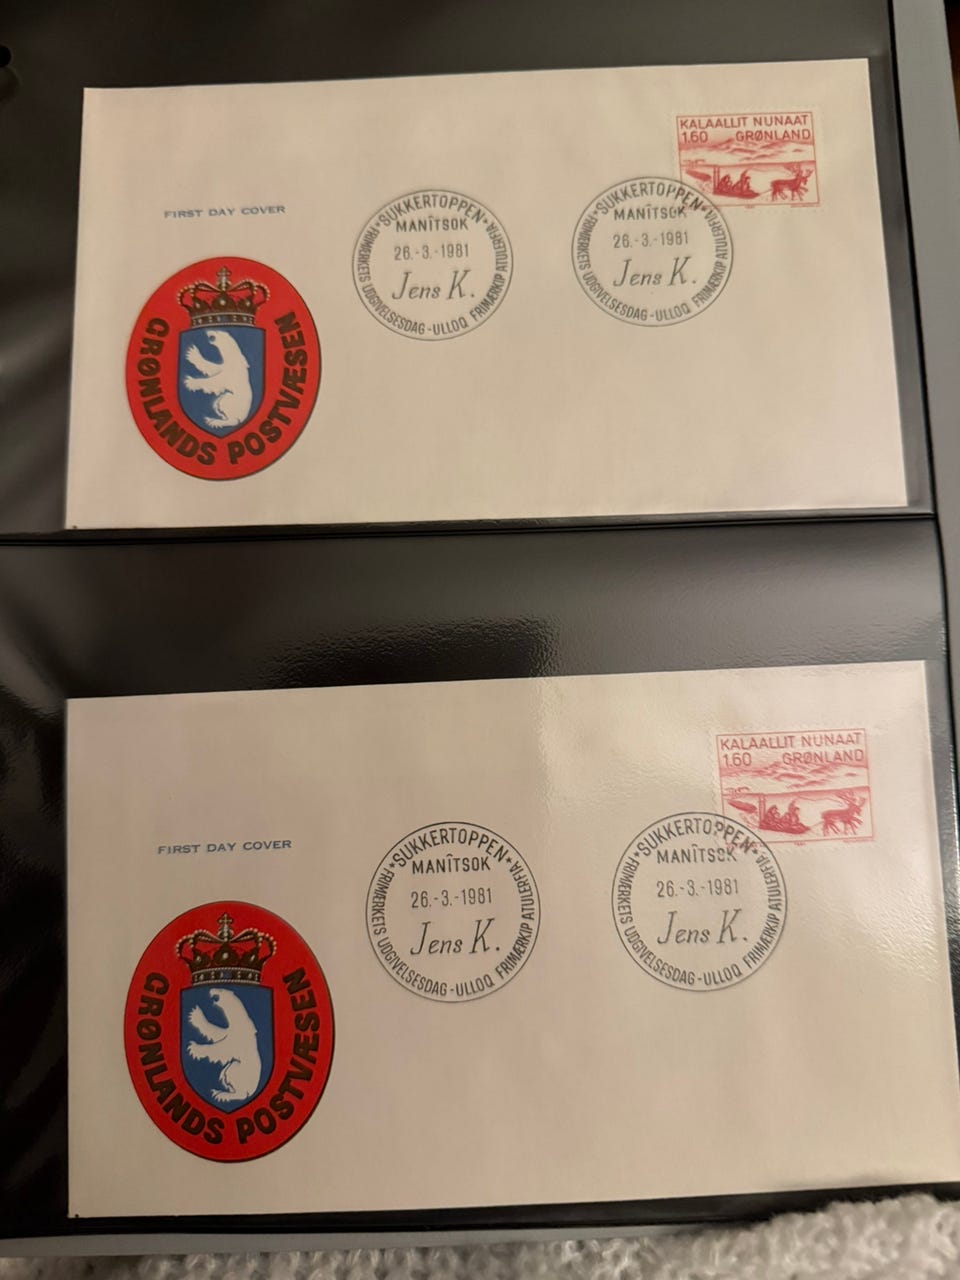 KALAALLIT NUNAAT
1.60 GRØNLAND
FIRST DAY COVER
★ SUKKERTOPPEN ★
MANÎTSOK
26.-3.-1981
Jens K.
FRIMÆRKETS UDGIVELSESDAG - ULLOQ FRIMÆRKIP ATULERFIA
★ SUKKERTOPPEN ★
MANÎTSOK
26.-3.-1981
Jens K.
FRIMÆRKETS UDGIVELSESDAG - ULLOQ FRIMÆRKIP ATULERFIA
GRØNLANDS POSTVÆSEN
KALAALLIT NUNAAT
1.60 GRØNLAND
1981
FIRST DAY COVER
★ SUKKERTOPPEN ★
MANÎTSOK
26.-3.-1981
Jens K.
FRIMÆRKETS UDGIVELSESDAG - ULLOQ FRIMÆRKIP ATULERFIA
★ SUKKERTOPPEN ★
MANÎTSOK
26.-3.-1981
Jens K.
FRIMÆRKETS UDGIVELSESDAG - ULLOQ FRIMÆRKIP ATULERFIA
GRØNLANDS POSTVÆSEN